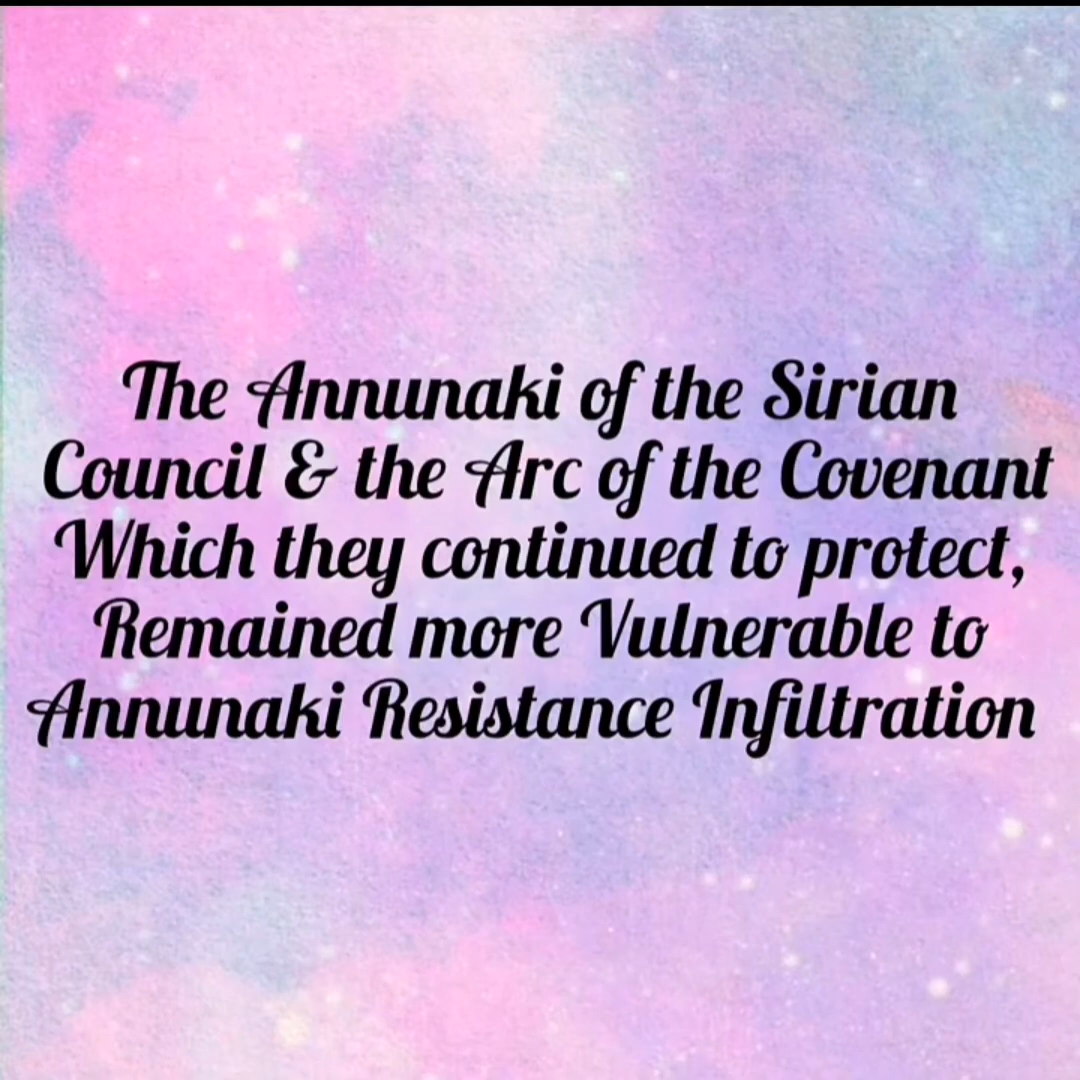 The Annunaki of the Sirian
Council & the Arc of the Covenant
Which they continued to protect,
Remained more Vulnerable to
Annunaki Resistance Infiltration